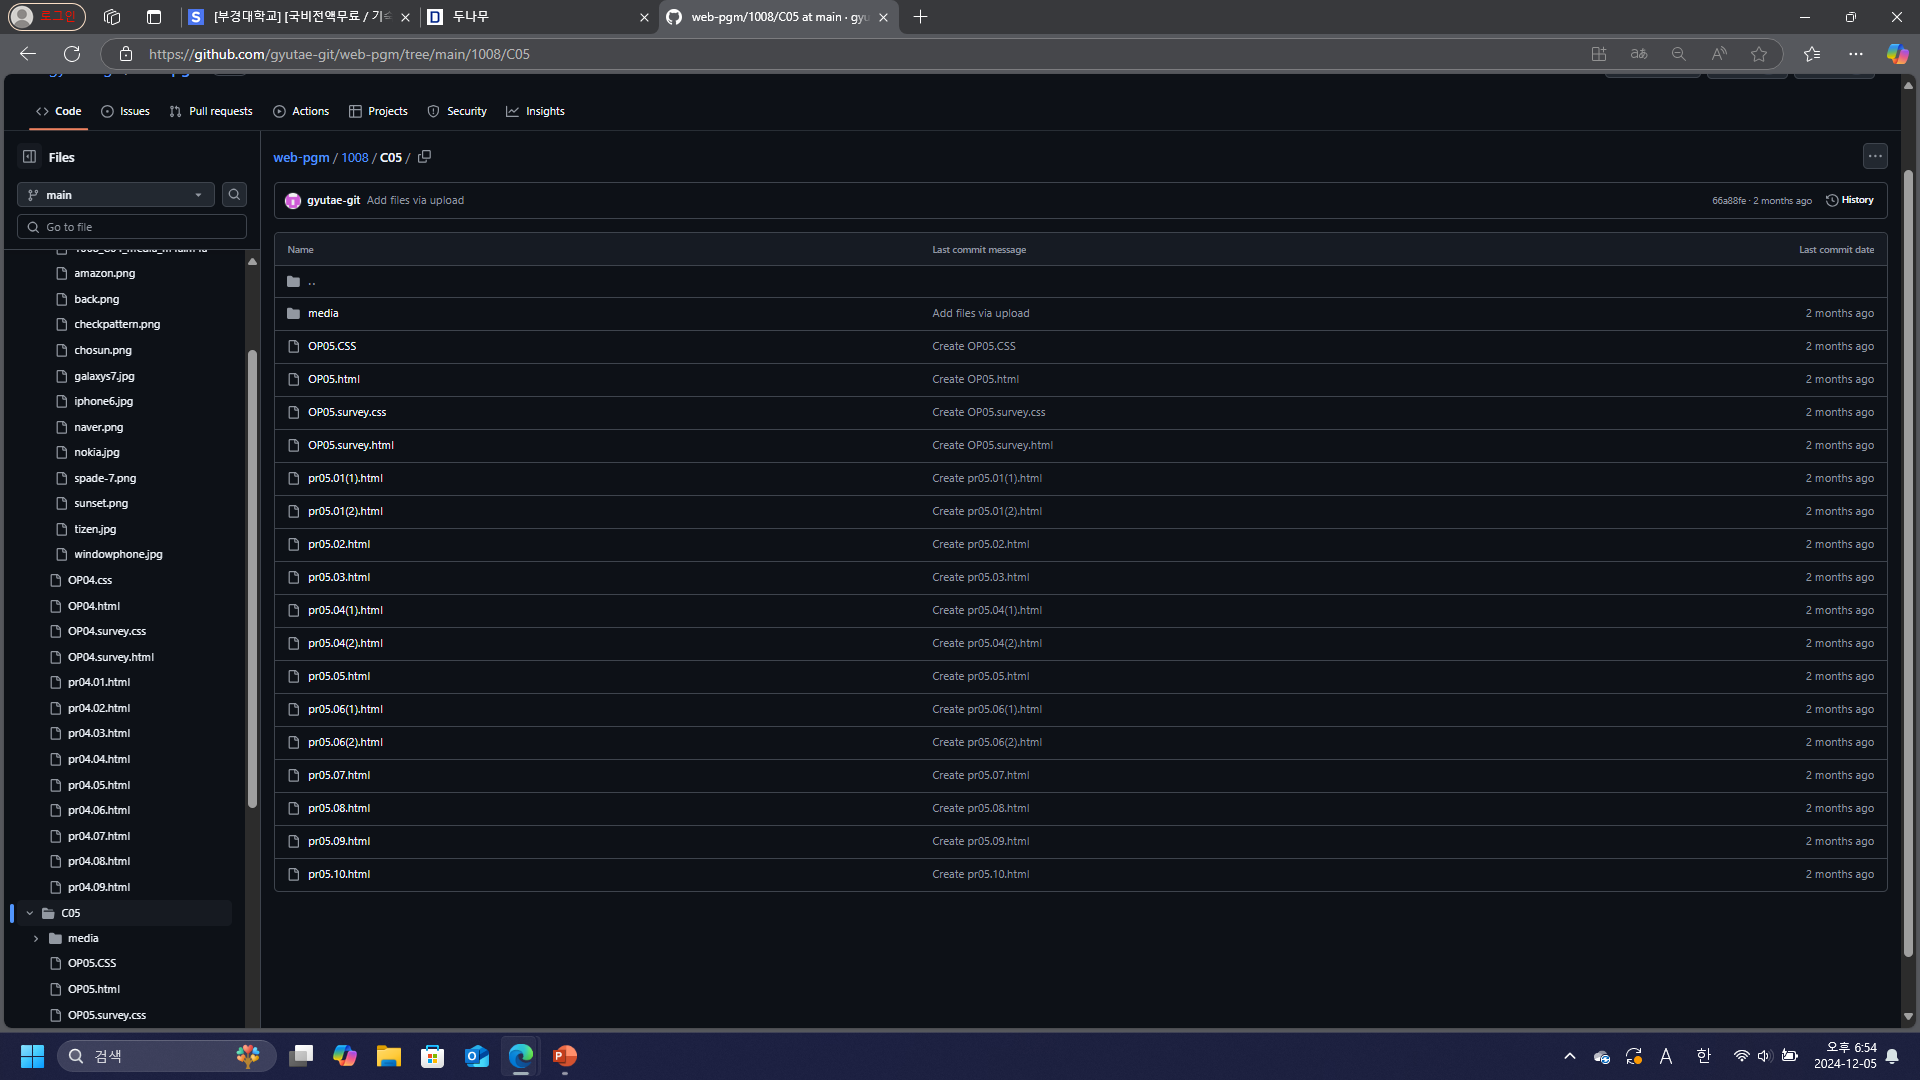 로그인
[부경대학교] [국비전액무료 / 기숙
두나무
web-pgm/1008/C05 at main · gyu
https://github.com/gyutae-git/web-pgm/tree/main/1008/C05
Code
Issues
Pull requests
Actions
Projects
Security
Insights
Files
main
Go to file
amazon.png
back.png
checkpattern.png
chosun.png
galaxys7.jpg
iphone6.jpg
naver.png
nokia.jpg
spade-7.png
sunset.png
tizen.jpg
windowphone.jpg
OP04.css
OP04.html
OP04.survey.css
OP04.survey.html
pr04.01.html
pr04.02.html
pr04.03.html
pr04.04.html
pr04.05.html
pr04.06.html
pr04.07.html
pr04.08.html
pr04.09.html
C05
media
OP05.CSS
OP05.html
OP05.survey.css
web-pgm / 1008 / C05 /
gyutae-git Add files via upload 66a88fe · 2 months ago History
Name Last commit message Last commit date
..
media Add files via upload 2 months ago
OP05.CSS Create OP05.CSS 2 months ago
OP05.html Create OP05.html 2 months ago
OP05.survey.css Create OP05.survey.css 2 months ago
OP05.survey.html Create OP05.survey.html 2 months ago
pr05.01(1).html Create pr05.01(1).html 2 months ago
pr05.01(2).html Create pr05.01(2).html 2 months ago
pr05.02.html Create pr05.02.html 2 months ago
pr05.03.html Create pr05.03.html 2 months ago
pr05.04(1).html Create pr05.04(1).html 2 months ago
pr05.04(2).html Create pr05.04(2).html 2 months ago
pr05.05.html Create pr05.05.html 2 months ago
pr05.06(1).html Create pr05.06(1).html 2 months ago
pr05.06(2).html Create pr05.06(2).html 2 months ago
pr05.07.html Create pr05.07.html 2 months ago
pr05.08.html Create pr05.08.html 2 months ago
pr05.09.html Create pr05.09.html 2 months ago
pr05.10.html Create pr05.10.html 2 months ago
검색
A
한
오후 6:54
2024-12-05